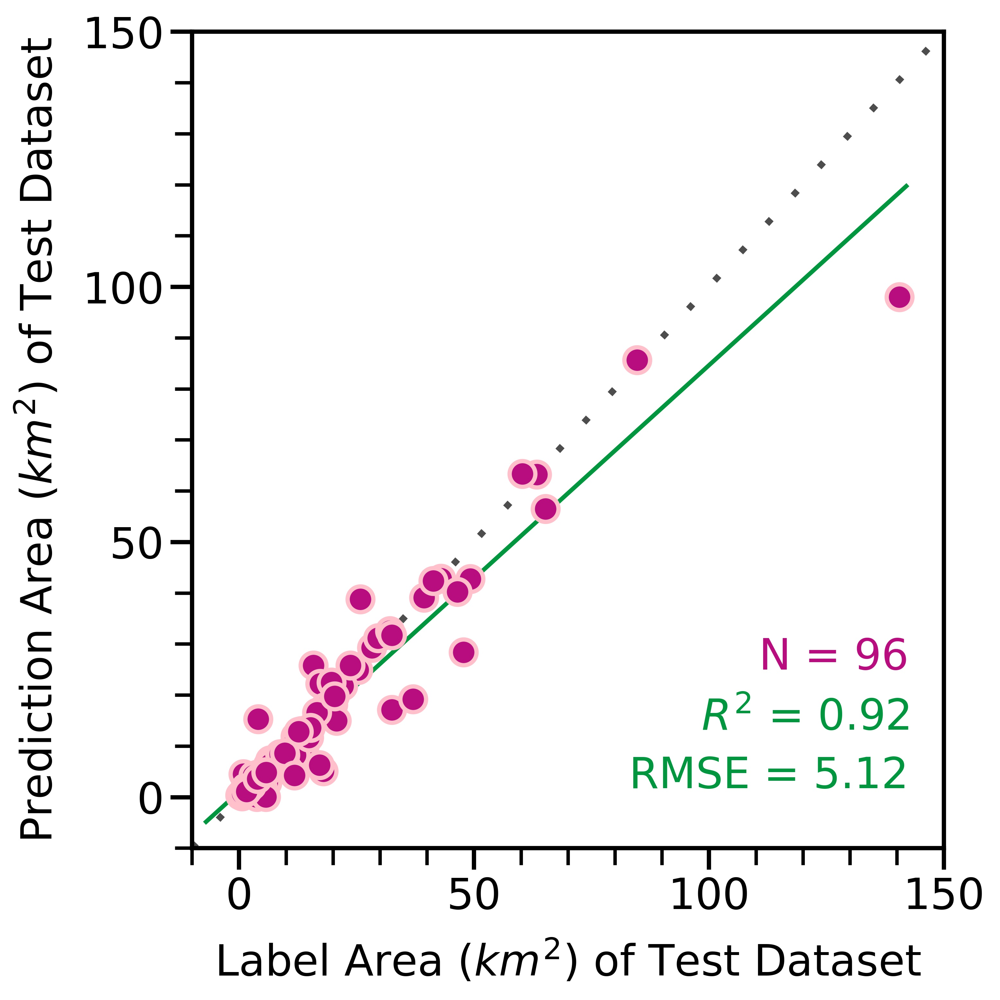 150
100
50
0
Prediction Area (km²) of Test Dataset
N = 96
R² = 0.92
RMSE = 5.12
0 50 100 150
Label Area (km²) of Test Dataset